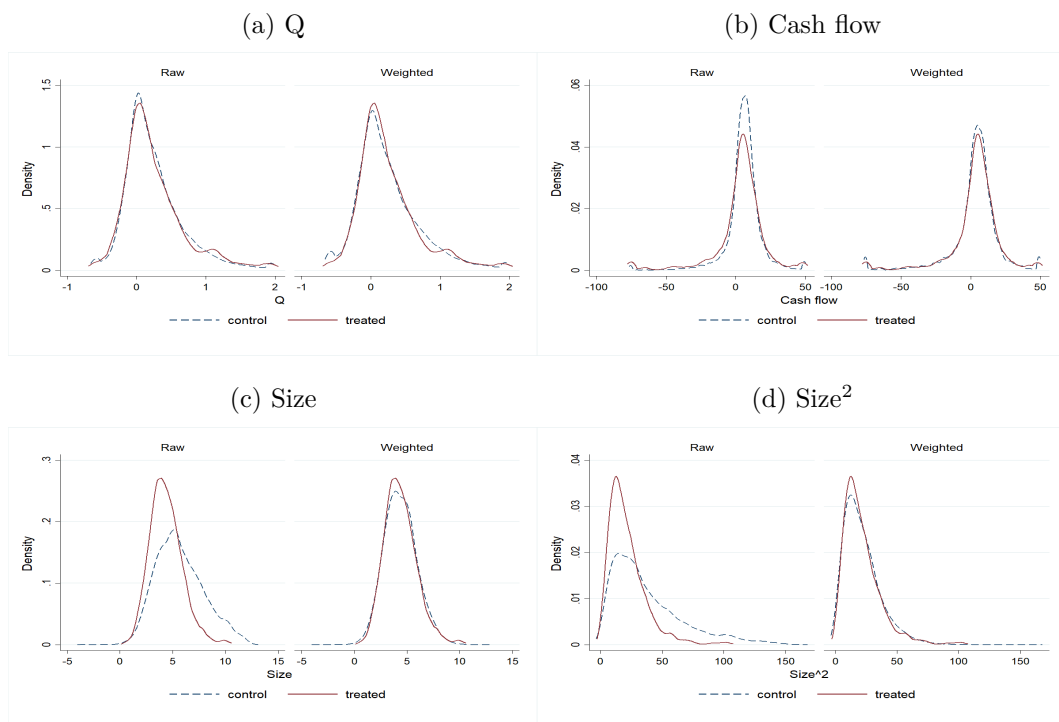 (a) Q
(b) Cash flow
Raw
Weighted
Density
0
.5
1
1.5
-1
0
1
2
-1
0
1
2
Q
control
treated
Raw
Weighted
Density
0
.02
.04
.06
-100
-50
0
50
-100
-50
0
50
Cash flow
control
treated
(c) Size
(d) Size²
Raw
Weighted
Density
0
.1
.2
.3
-5
0
5
10
15
-5
0
5
10
15
Size
control
treated
Raw
Weighted
Density
0
.01
.02
.03
.04
0
50
100
150
0
50
100
150
Size^2
control
treated